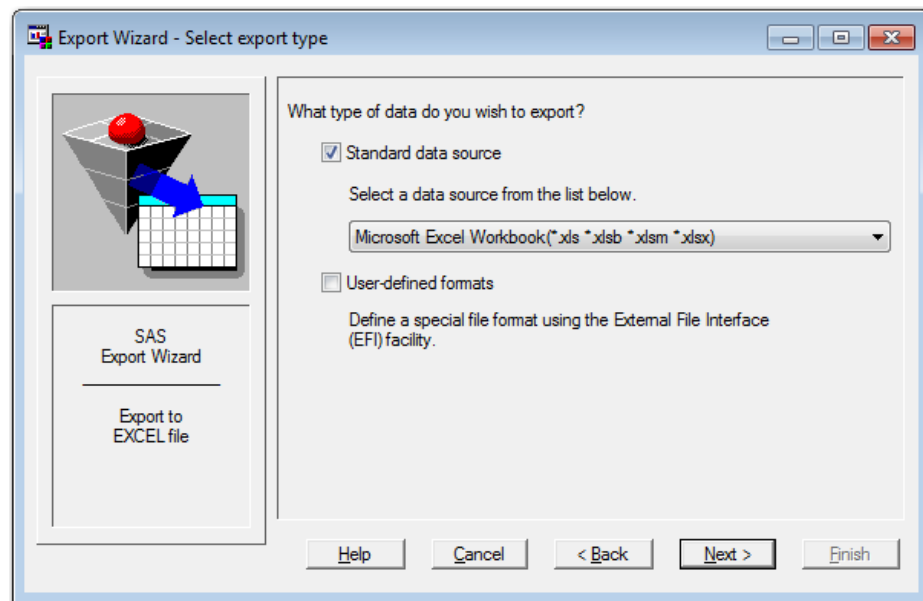 Export Wizard - Select export type
What type of data do you wish to export?
Standard data source
Select a data source from the list below.
Microsoft Excel Workbook(*.xls *.xlsb *.xlsm *.xlsx)
User-defined formats
Define a special file format using the External File Interface
(EFI) facility.
SAS
Export Wizard
Export to
EXCEL file
Help
Cancel
< Back
Next >
Finish